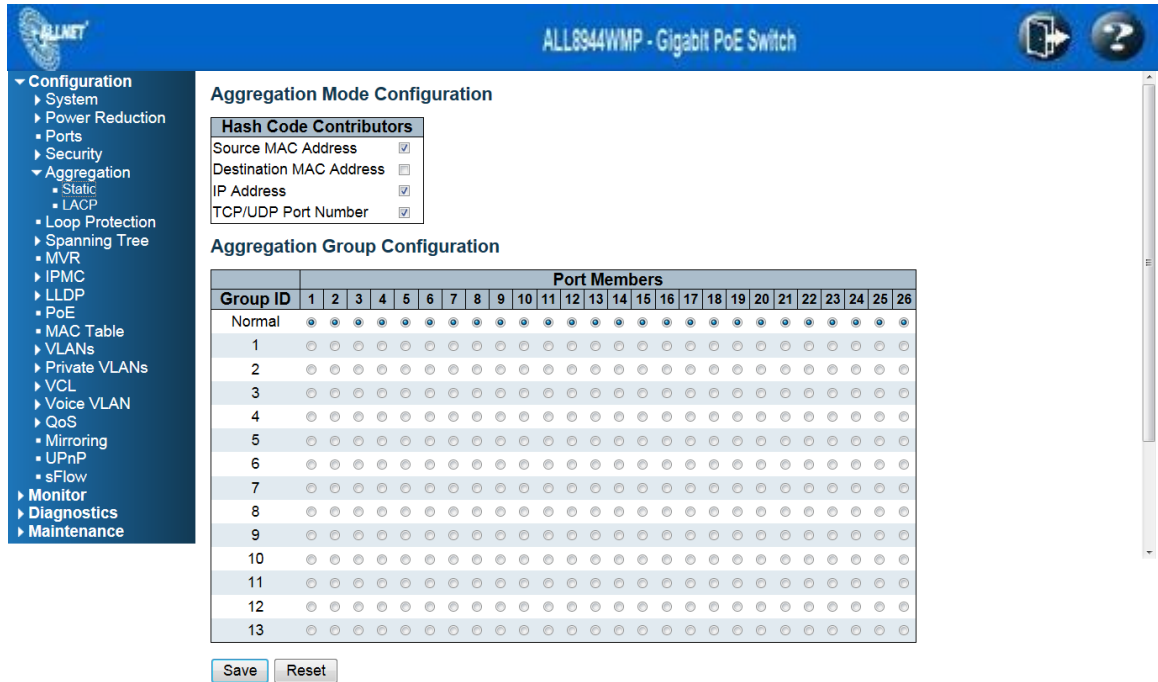 ALLNET
ALL8944WMP - Gigabit PoE Switch
?
Configuration
System
Power Reduction
Ports
Security
Aggregation
Static
LACP
Loop Protection
Spanning Tree
MVR
IPMC
LLDP
PoE
MAC Table
VLANs
Private VLANs
VCL
Voice VLAN
QoS
Mirroring
UPnP
sFlow
Monitor
Diagnostics
Maintenance
Aggregation Mode Configuration
Hash Code Contributors
Source MAC Address
Destination MAC Address
IP Address
TCP/UDP Port Number
Aggregation Group Configuration
Port Members
Group ID 1 2 3 4 5 6 7 8 9 10 11 12 13 14 15 16 17 18 19 20 21 22 23 24 25 26
Normal
1
2
3
4
5
6
7
8
9
10
11
12
13
Save Reset